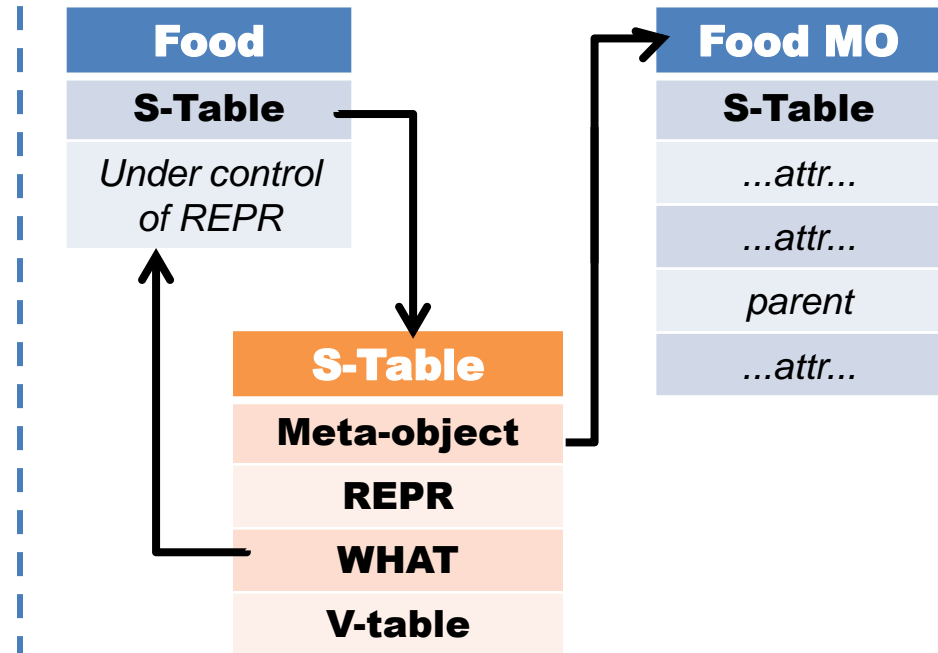 Food
S-Table
Under control
of REPR
S-Table
Meta-object
REPR
WHAT
V-table
Food MO
S-Table
...attr...
...attr...
parent
...attr...